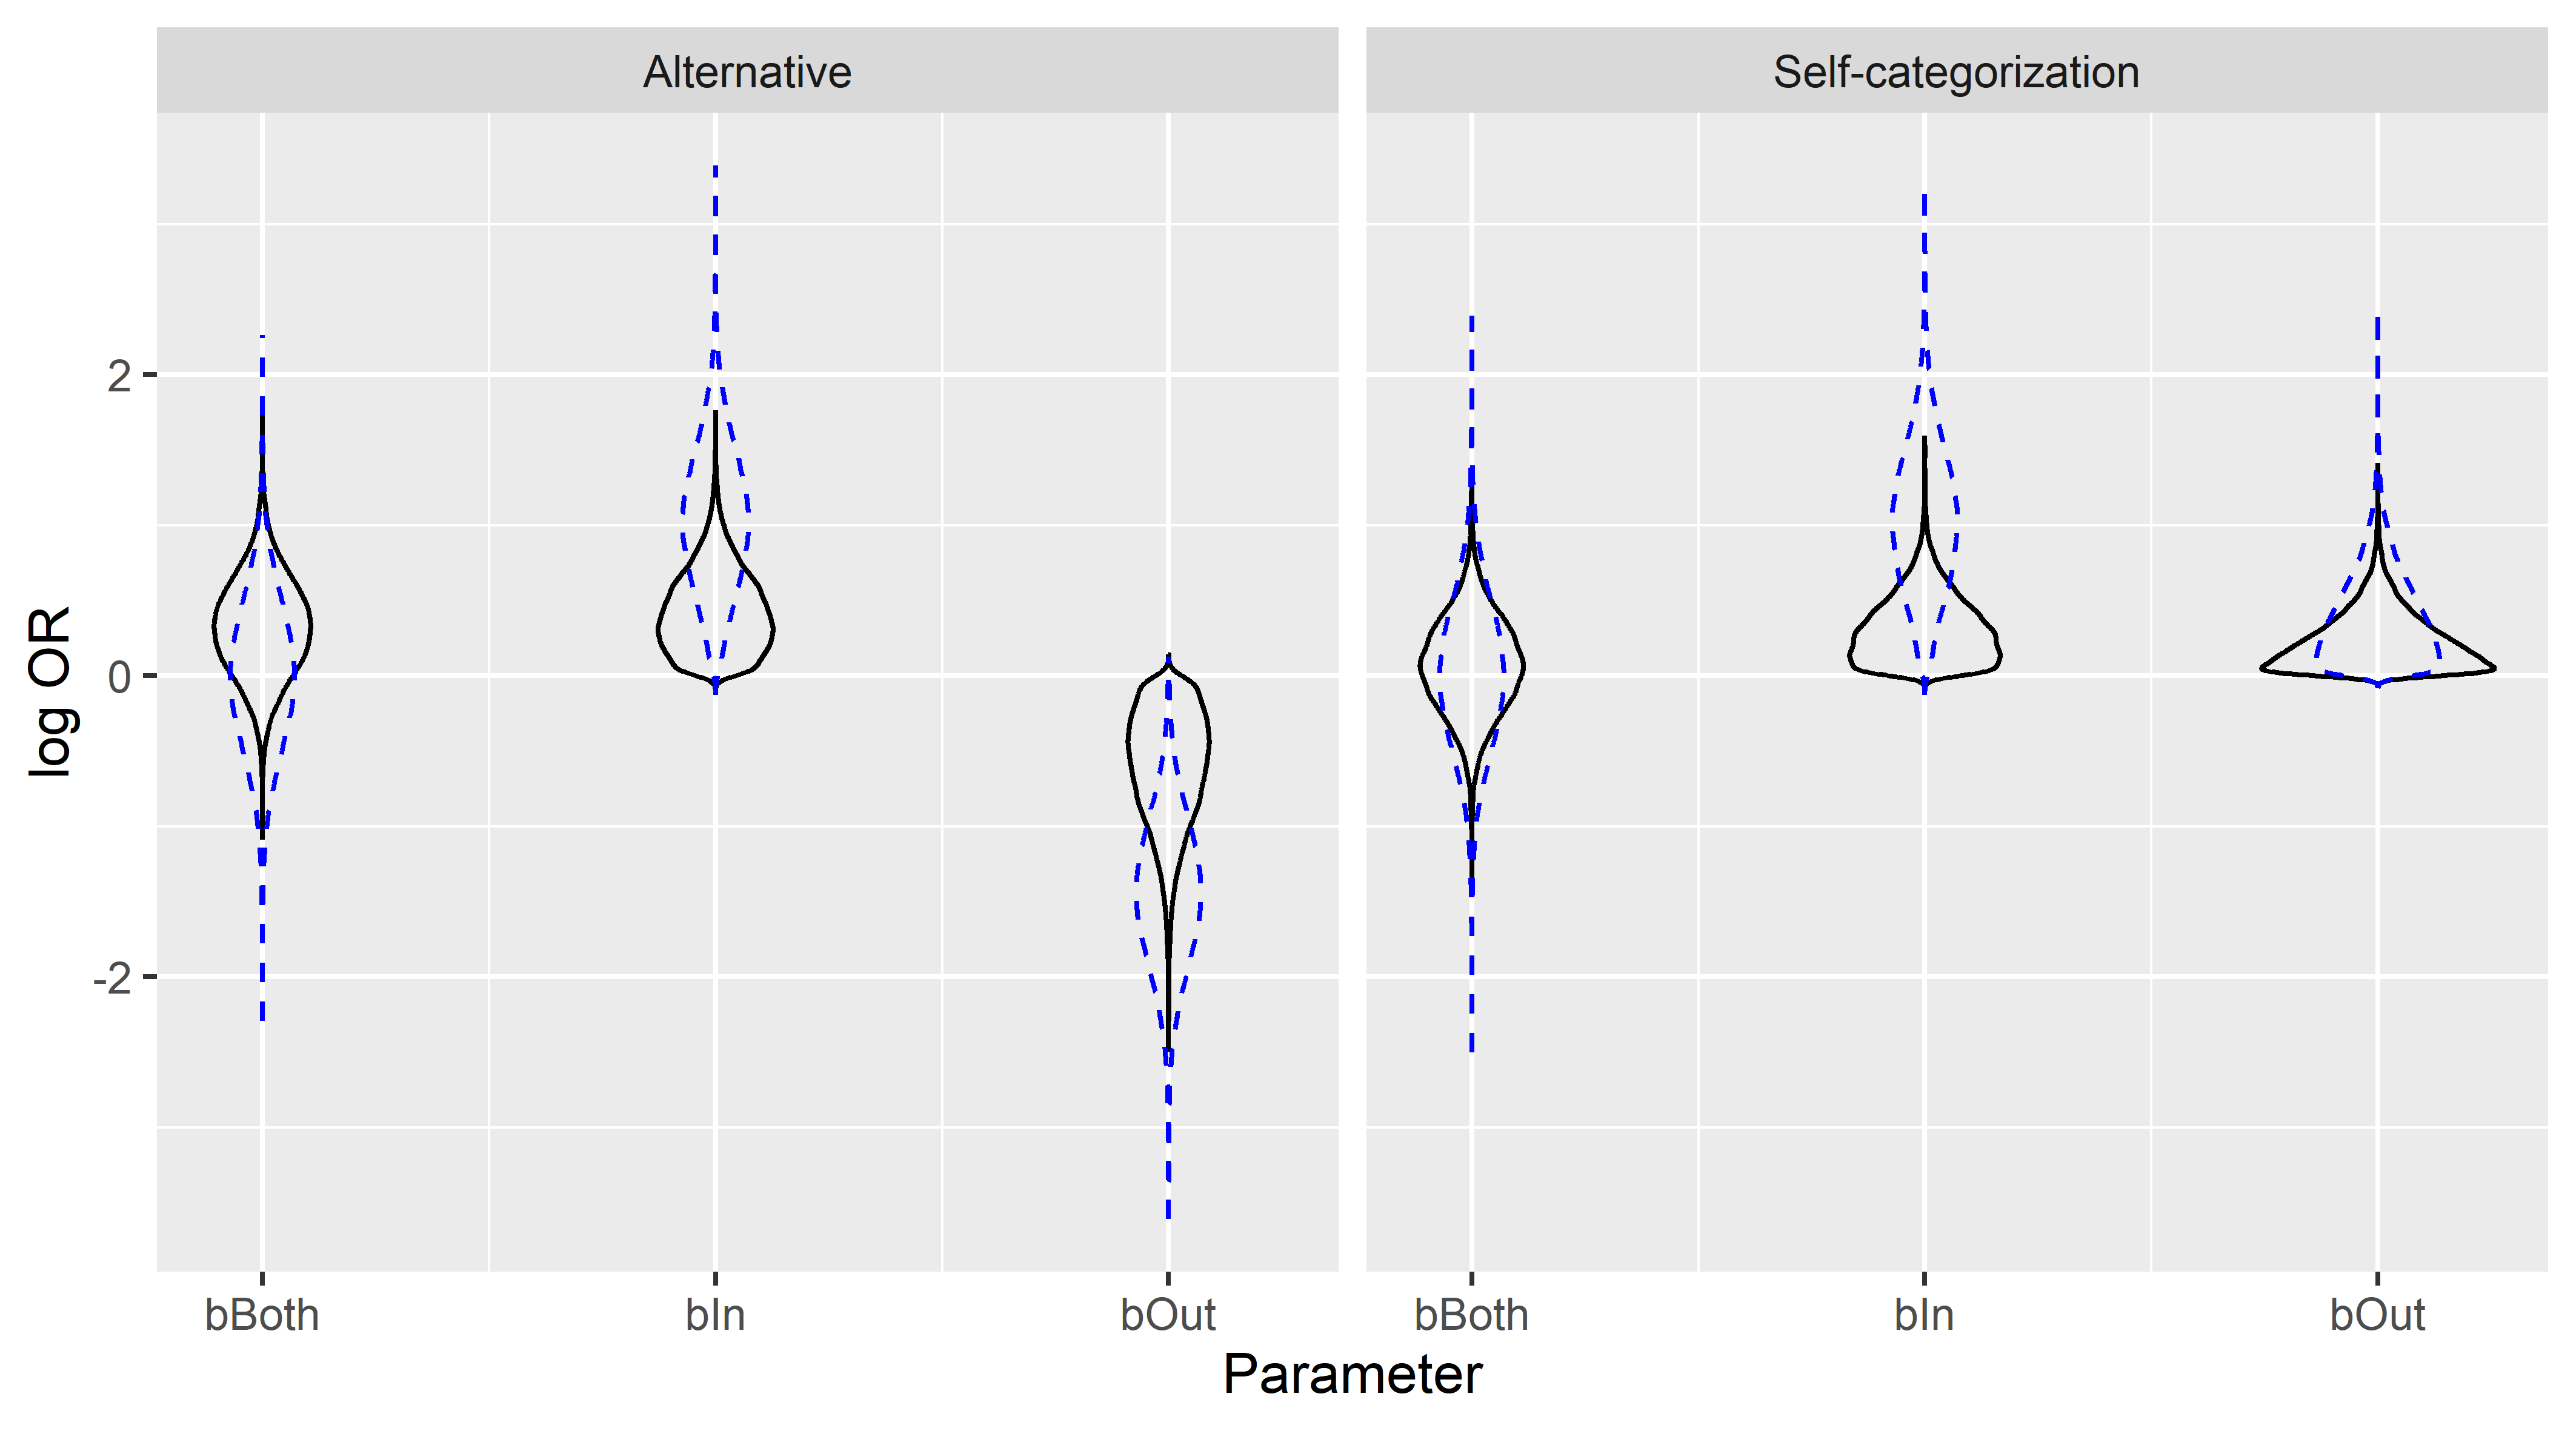 Alternative
Self-categorization
log OR
2
0
-2
bBoth
bIn
bOut
bBoth
bIn
bOut
Parameter